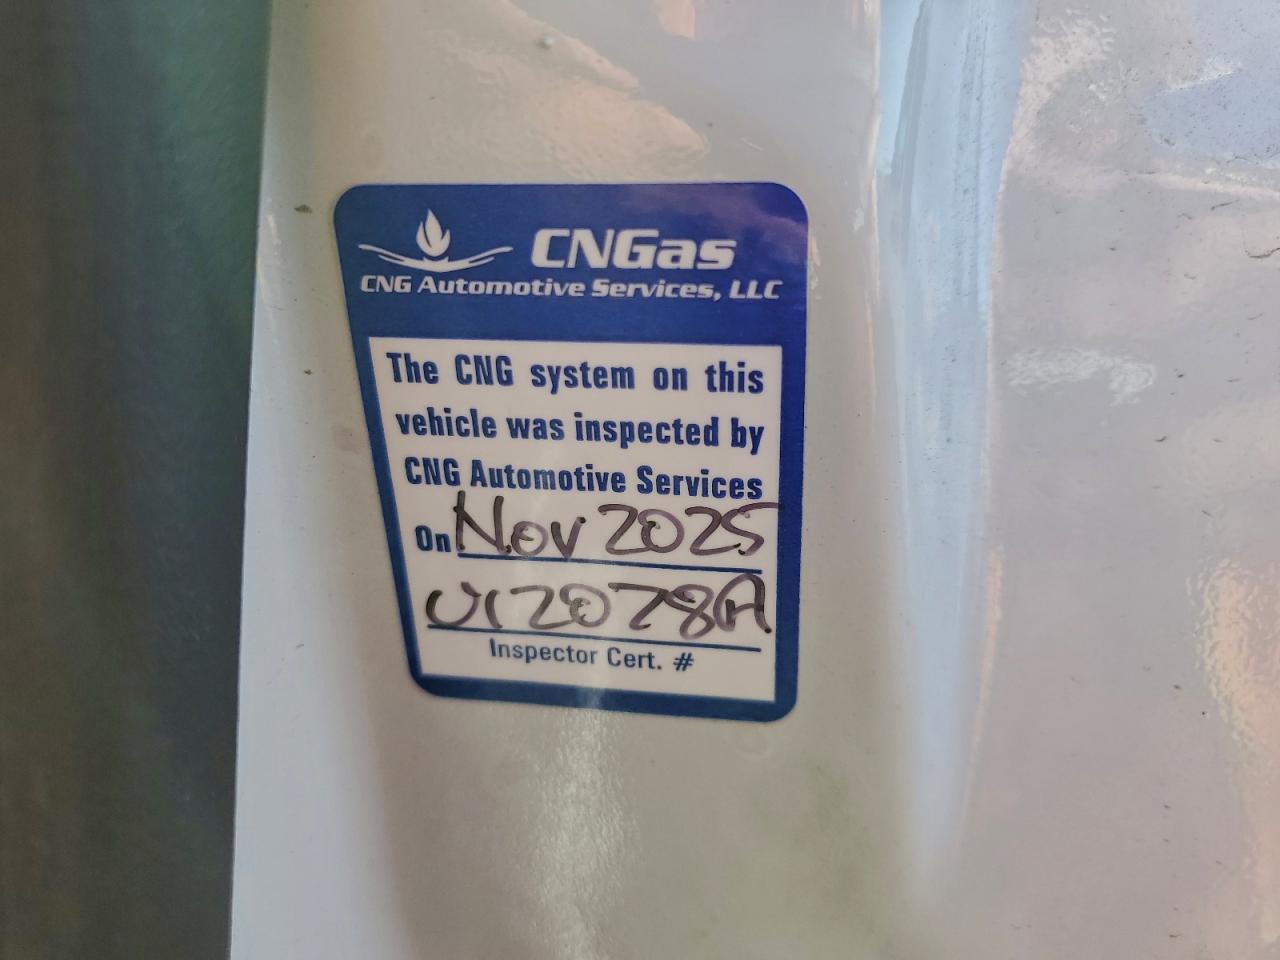 CNGas
CNG Automotive Services, LLC
The CNG system on this
vehicle was inspected by
CNG Automotive Services
On Nov 2025
U12078A
Inspector Cert. #